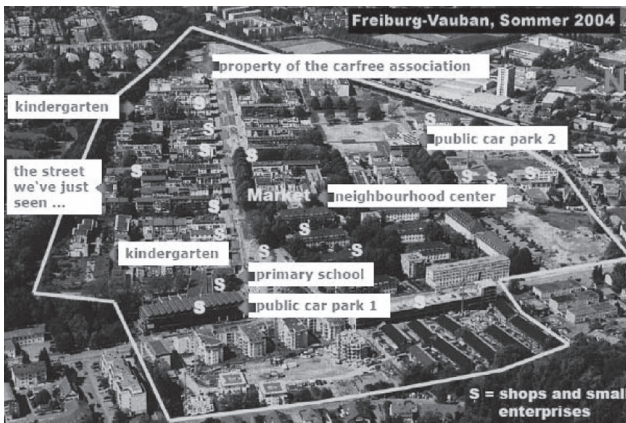 Freiburg-Vauban, Sommer 2004
property of the carfree association
kindergarten
S
S
S
public car park 2
S
S
the street
we've just
seen ...
S
S
S
S
Market
neighbourhood center
S
S
S
kindergarten
S
S
primary school
S
public car park 1
S
S
S = shops and small
enterprises